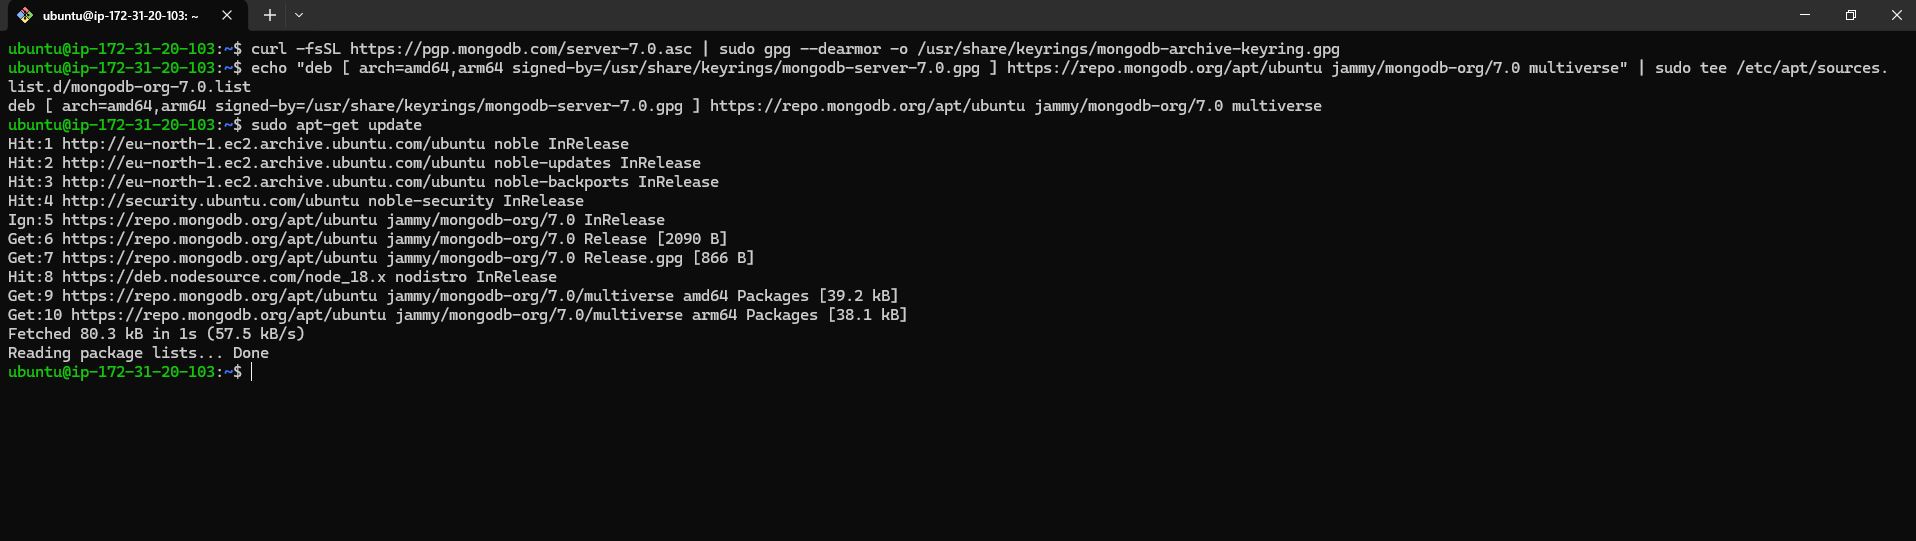 ubuntu@ip-172-31-20-103: ~
ubuntu@ip-172-31-20-103:~$ curl -fsSL https://pgp.mongodb.com/server-7.0.asc | sudo gpg --dearmor -o /usr/share/keyrings/mongodb-archive-keyring.gpg
ubuntu@ip-172-31-20-103:~$ echo "deb [ arch=amd64,arm64 signed-by=/usr/share/keyrings/mongodb-server-7.0.gpg ] https://repo.mongodb.org/apt/ubuntu jammy/mongodb-org/7.0 multiverse" | sudo tee /etc/apt/sources.
list.d/mongodb-org-7.0.list
deb [ arch=amd64,arm64 signed-by=/usr/share/keyrings/mongodb-server-7.0.gpg ] https://repo.mongodb.org/apt/ubuntu jammy/mongodb-org/7.0 multiverse
ubuntu@ip-172-31-20-103:~$ sudo apt-get update
Hit:1 http://eu-north-1.ec2.archive.ubuntu.com/ubuntu noble InRelease
Hit:2 http://eu-north-1.ec2.archive.ubuntu.com/ubuntu noble-updates InRelease
Hit:3 http://eu-north-1.ec2.archive.ubuntu.com/ubuntu noble-backports InRelease
Hit:4 http://security.ubuntu.com/ubuntu noble-security InRelease
Ign:5 https://repo.mongodb.org/apt/ubuntu jammy/mongodb-org/7.0 InRelease
Get:6 https://repo.mongodb.org/apt/ubuntu jammy/mongodb-org/7.0 Release [2090 B]
Get:7 https://repo.mongodb.org/apt/ubuntu jammy/mongodb-org/7.0 Release.gpg [866 B]
Hit:8 https://deb.nodesource.com/node_18.x nodistro InRelease
Get:9 https://repo.mongodb.org/apt/ubuntu jammy/mongodb-org/7.0/multiverse amd64 Packages [39.2 kB]
Get:10 https://repo.mongodb.org/apt/ubuntu jammy/mongodb-org/7.0/multiverse arm64 Packages [38.1 kB]
Fetched 80.3 kB in 1s (57.5 kB/s)
Reading package lists... Done
ubuntu@ip-172-31-20-103:~$